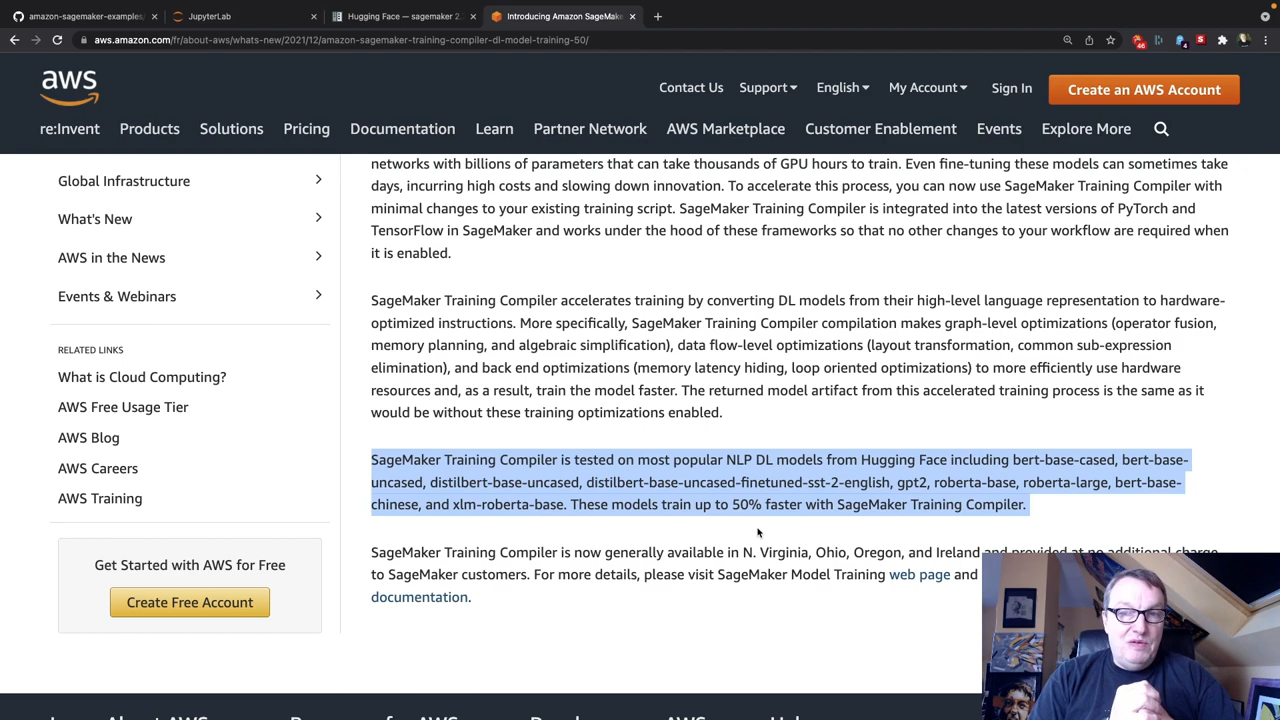 amazon-sagemaker-examples/
JupyterLab
Hugging Face — sagemaker 2.
Introducing Amazon SageMake
aws.amazon.com/fr/about-aws/whats-new/2021/12/amazon-sagemaker-training-compiler-dl-model-training-50/
46
4
aws
Contact Us
Support
English
My Account
Sign In
Create an AWS Account
re:Invent
Products
Solutions
Pricing
Documentation
Learn
Partner Network
AWS Marketplace
Customer Enablement
Events
Explore More
Global Infrastructure
What's New
AWS in the News
Events & Webinars
RELATED LINKS
What is Cloud Computing?
AWS Free Usage Tier
AWS Blog
AWS Careers
AWS Training
Get Started with AWS for Free
Create Free Account
networks with billions of parameters that can take thousands of GPU hours to train. Even fine-tuning these models can sometimes take
days, incurring high costs and slowing down innovation. To accelerate this process, you can now use SageMaker Training Compiler with
minimal changes to your existing training script. SageMaker Training Compiler is integrated into the latest versions of PyTorch and
TensorFlow in SageMaker and works under the hood of these frameworks so that no other changes to your workflow are required when
it is enabled.
SageMaker Training Compiler accelerates training by converting DL models from their high-level language representation to hardware-
optimized instructions. More specifically, SageMaker Training Compiler compilation makes graph-level optimizations (operator fusion,
memory planning, and algebraic simplification), data flow-level optimizations (layout transformation, common sub-expression
elimination), and back end optimizations (memory latency hiding, loop oriented optimizations) to more efficiently use hardware
resources and, as a result, train the model faster. The returned model artifact from this accelerated training process is the same as it
would be without these training optimizations enabled.
SageMaker Training Compiler is tested on most popular NLP DL models from Hugging Face including bert-base-cased, bert-base-
uncased, distilbert-base-uncased, distilbert-base-uncased-finetuned-sst-2-english, gpt2, roberta-base, roberta-large, bert-base-
chinese, and xlm-roberta-base. These models train up to 50% faster with SageMaker Training Compiler.
SageMaker Training Compiler is now generally available in N. Virginia, Ohio, Oregon, and Ireland and provided at no additional charge
to SageMaker customers. For more details, please visit SageMaker Model Training web page and
documentation.